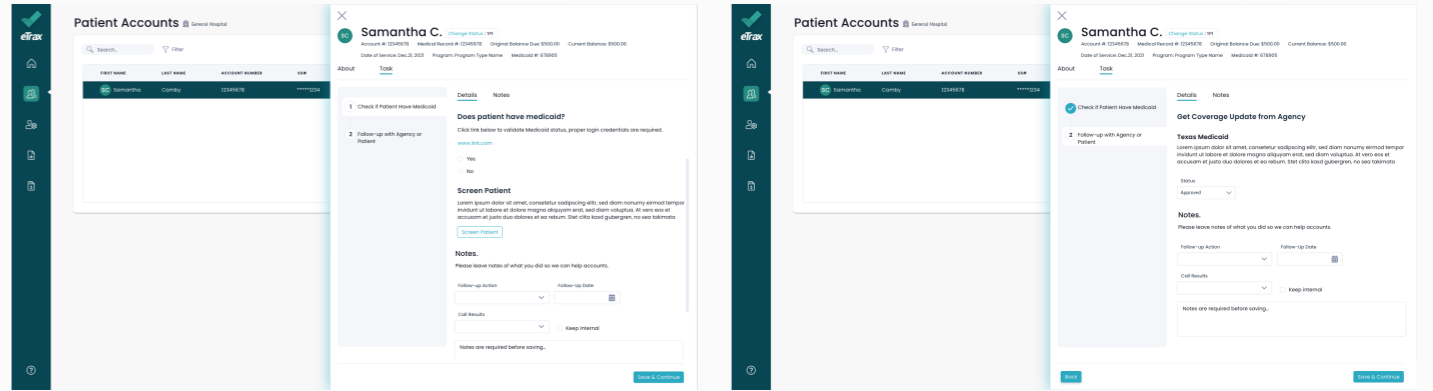 eTrax
Patient Accounts General Hospital
Search...
Filter
FIRST NAME LAST NAME ACCOUNT NUMBER SS#
SC Samantha Camby 12345678 *****1234
SC
Samantha C. Change Status : 1P1
Account #: 12345678 Medical Record #: 12345678 Original Balance Due: $500.00 Current Balance: $500.00
Date of Service: Dec.21, 2021 Program: Program Type Name Medicaid #: 678905
About Task
1 Check if Patient Have Medicaid
2 Follow-up with Agency or
Patient
Details Notes
Does patient have medicaid?
Click link below to validate Medicaid status, proper login credentials are required.
www.link.com
Yes
No
Screen Patient
Lorem ipsum dolor sit amet, consetetur sadipscing elitr, sed diam nonumy eirmod tempor
invidunt ut labore et dolore magna aliquyam erat, sed diam voluptua. At vero eos et
accusam et justo duo dolores et ea rebum. Stet clita kasd gubergren, no sea takimata
Screen Patient
Notes.
Please leave notes of what you did so we can help accounts.
Follow-up Action Follow-Up Date
Call Results
Keep internal
Notes are required before saving...
Save & Continue
eTrax
Patient Accounts General Hospital
Search...
Filter
FIRST NAME LAST NAME ACCOUNT NUMBER SS#
SC Samantha Camby 12345678 *****1234
SC
Samantha C. Change Status : 1P1
Account #: 12345678 Medical Record #: 12345678 Original Balance Due: $500.00 Current Balance: $500.00
Date of Service: Dec.21, 2021 Program: Program Type Name Medicaid #: 678905
About Task
Check if Patient Have Medicaid
2 Follow-up with Agency or
Patient
Details Notes
Get Coverage Update from Agency
Texas Medicaid
Lorem ipsum dolor sit amet, consetetur sadipscing elitr, sed diam nonumy eirmod tempor
invidunt ut labore et dolore magna aliquyam erat, sed diam voluptua. At vero eos et
accusam et justo duo dolores et ea rebum. Stet clita kasd gubergren, no sea takimata
Status
Approved
Notes.
Please leave notes of what you did so we can help accounts.
Follow-up Action Follow-Up Date
Call Results
Keep internal
Notes are required before saving...
Back
Save & Continue